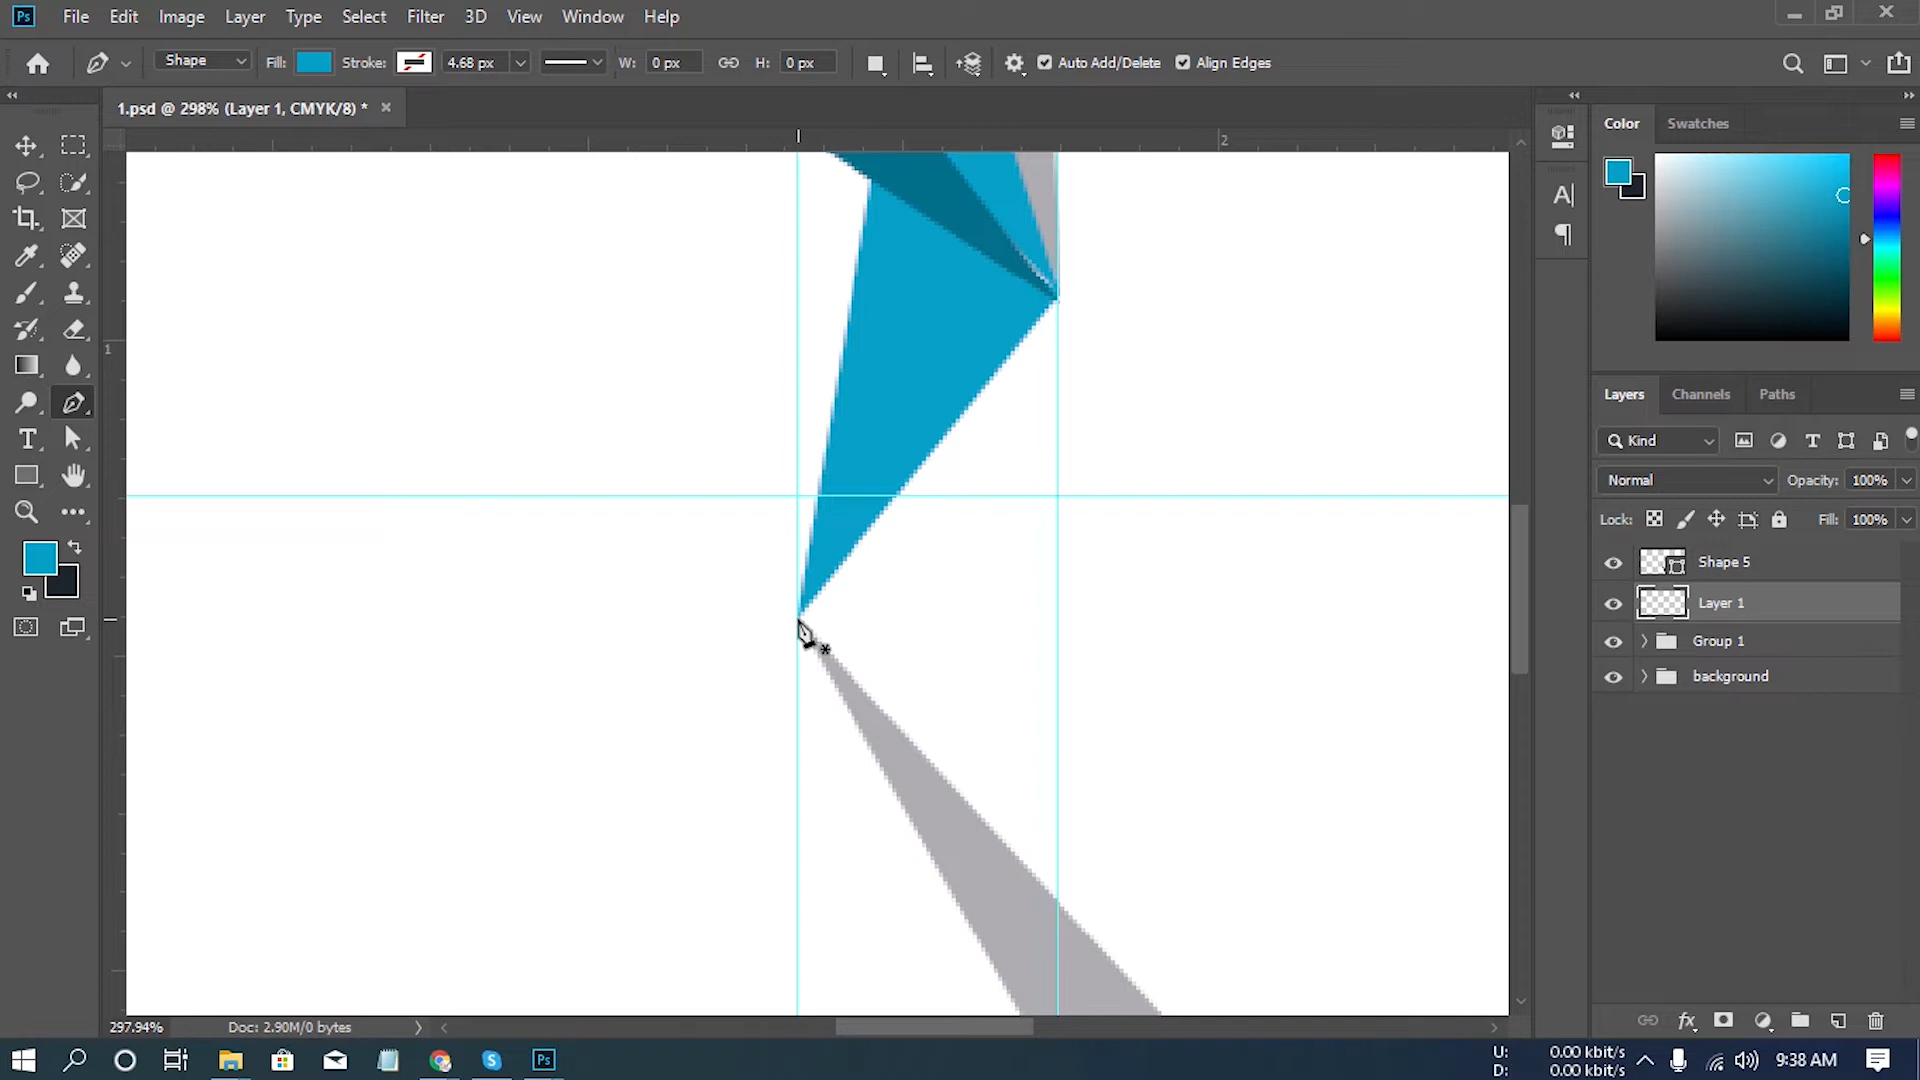 Ps File Edit Image Layer Type Select Filter 3D View Window Help
Shape Fill: Stroke: 4.68 px W: 0 px H: 0 px Auto Add/Delete Align Edges
1.psd @ 298% (Layer 1, CMYK/8) *
2
1
Color Swatches
Layers Channels Paths
Kind
Normal Opacity: 100%
Lock: Fill: 100%
Shape 5
Layer 1
Group 1
background
297.94% Doc: 2.90M/0 bytes
Ps
U: 0.00 kbit/s
D: 0.00 kbit/s
9:38 AM